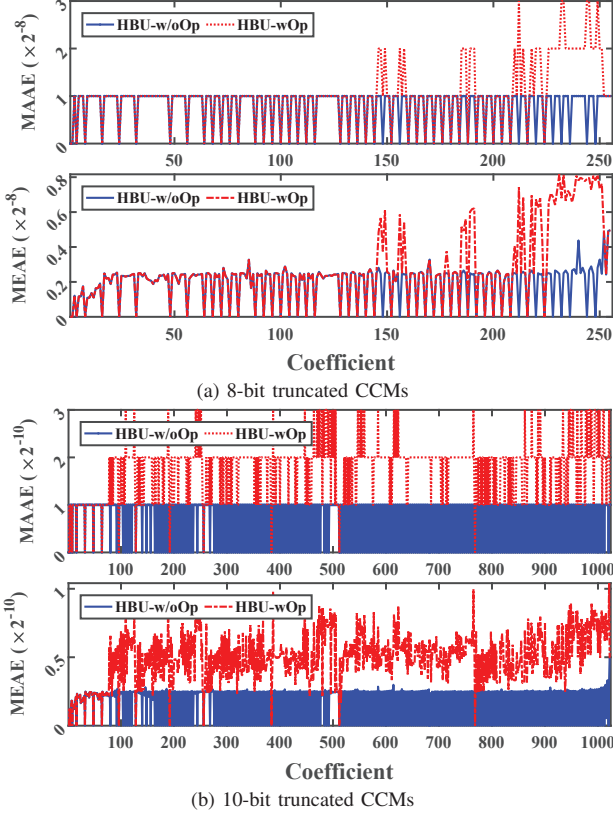 MAAE (×2⁻⁸)
3
2
1
0
HBU-w/oOp HBU-wOp
50 100 150 200 250
MEAE (×2⁻⁸)
0.8
0.6
0.4
0.2
0
HBU-w/oOp HBU-wOp
50 100 150 200 250
Coefficient
(a) 8-bit truncated CCMs
MAAE (×2⁻¹⁰)
3
2
1
0
HBU-w/oOp HBU-wOp
100 200 300 400 500 600 700 800 900 1000
MEAE (×2⁻¹⁰)
1
0.5
0
HBU-w/oOp HBU-wOp
100 200 300 400 500 600 700 800 900 1000
Coefficient
(b) 10-bit truncated CCMs